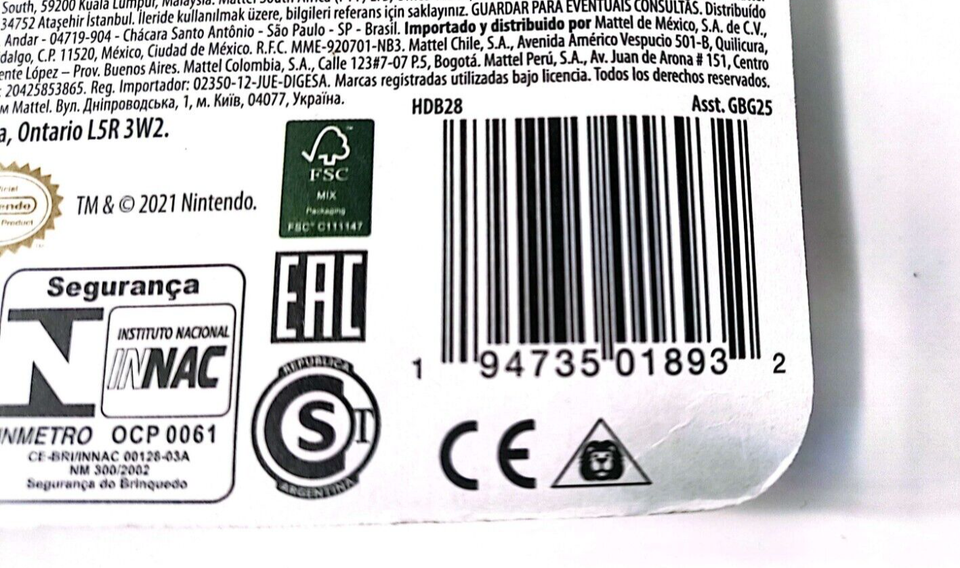 South, 59200 Kuala Lumpur, Malaysia.
34752 Ataşehir İstanbul. İleride kullanılmak üzere, bilgileri referans için saklayınız. GUARDAR PARA EVENTUAIS CONSULTAS. Distribuído
Andar - 04719-904 - Chácara Santo Antônio - São Paulo - SP - Brasil. Importado y distribuido por Mattel de México, S.A. de C.V.,
dalgo, C.P. 11520, México, Ciudad de México. R.F.C. MME-920701-NB3. Mattel Chile, S.A., Avenida Américo Vespucio 501-B, Quilicura,
ente López – Prov. Buenos Aires. Mattel Colombia, S.A., Calle 123#7-07 P.5, Bogotá. Mattel Perú, S.A., Av. Juan de Arona # 151, Centro
: 20425853865. Reg. Importador: 02350-12-JUE-DIGESA. Marcas registradas utilizadas bajo licencia. Todos los derechos reservados.
м Mattel. Вул. Дніпроводська, 1, м. Київ, 04077, Україна.
HDB28 Asst. GBG25
a, Ontario L5R 3W2.
FSC
MIX
Packaging
FSC® C111147
TM & © 2021 Nintendo.
Product
EAC
Segurança
INSTITUTO NACIONAL
INNAC
INMETRO OCP 0061
CE-BRI/INNAC 00128-03A
NM 300/2002
Segurança do Brinquedo
REPUBLICA
S T
ARGENTINA
1 94735 01893 2
CE